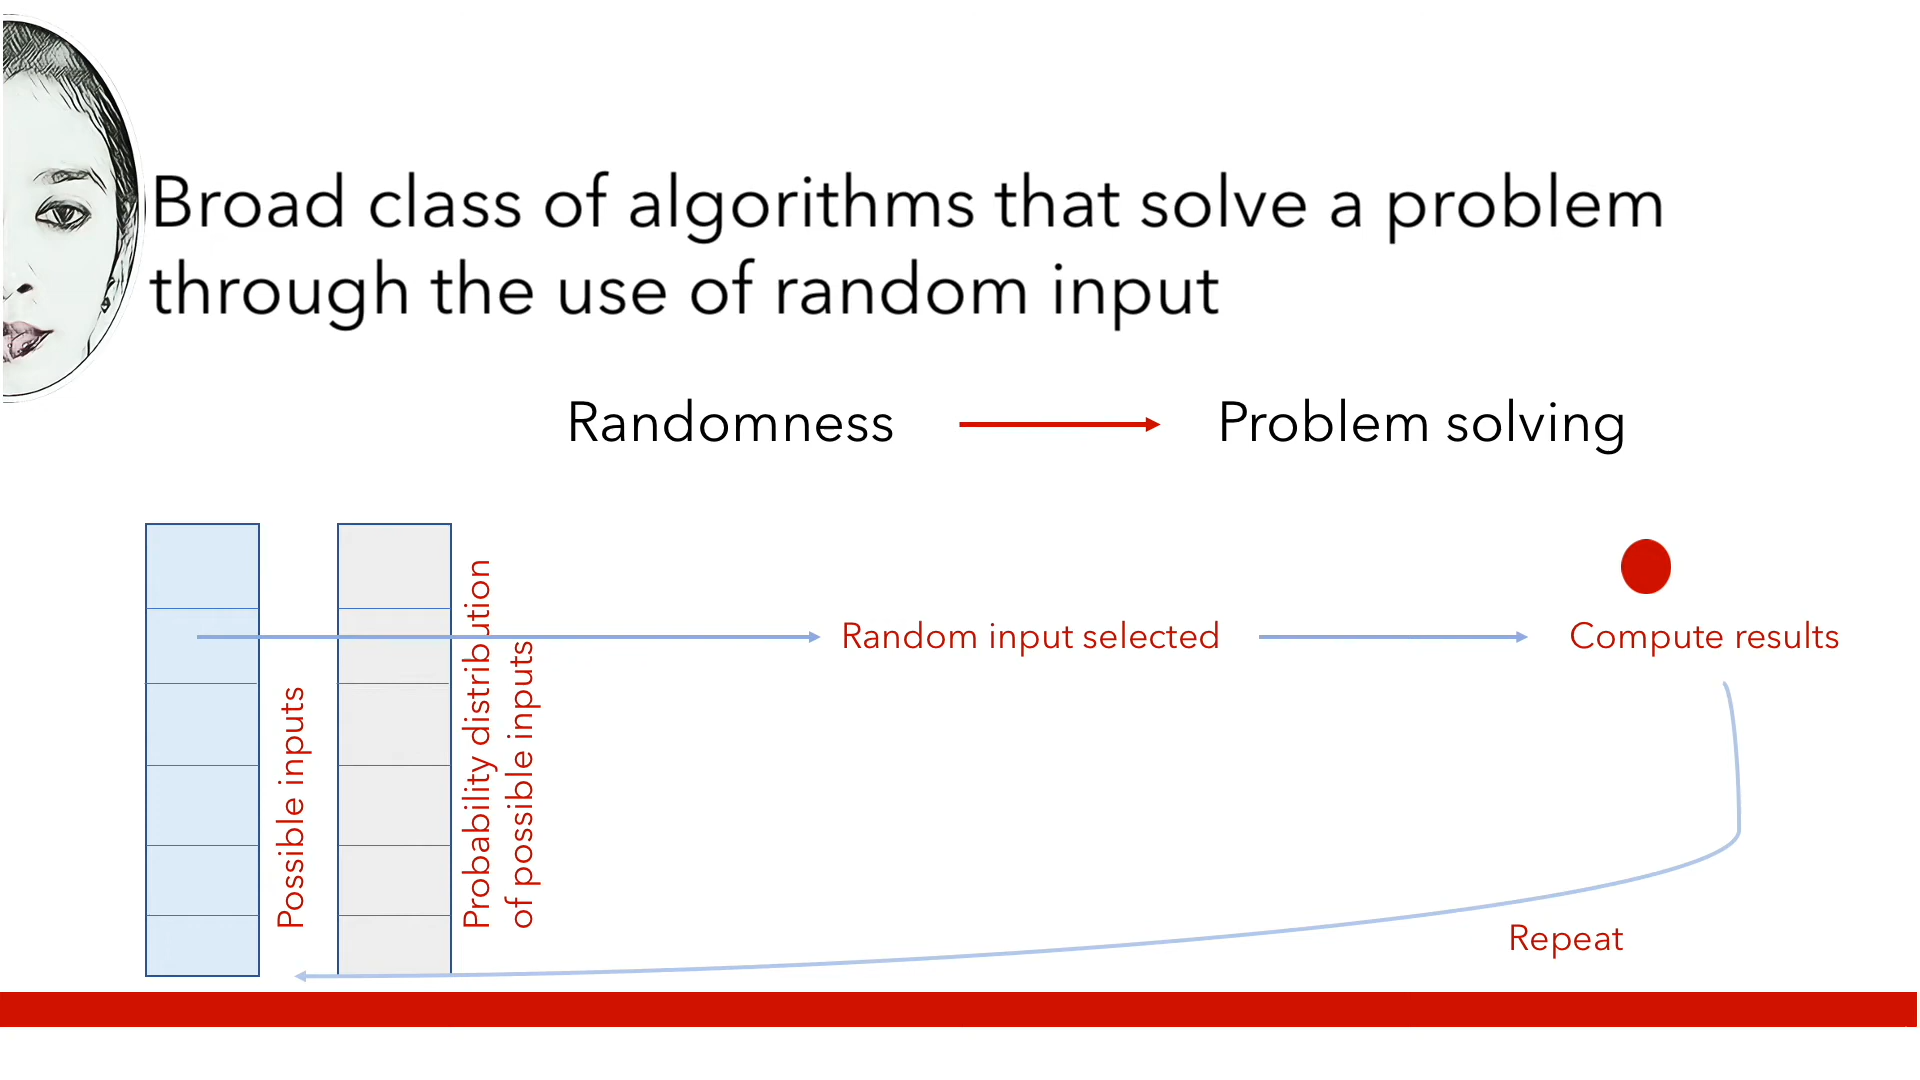 Broad class of algorithms that solve a problem
through the use of random input
Randomness
Problem solving
Possible inputs
Probability distribution
of possible inputs
Random input selected
Compute results
Repeat